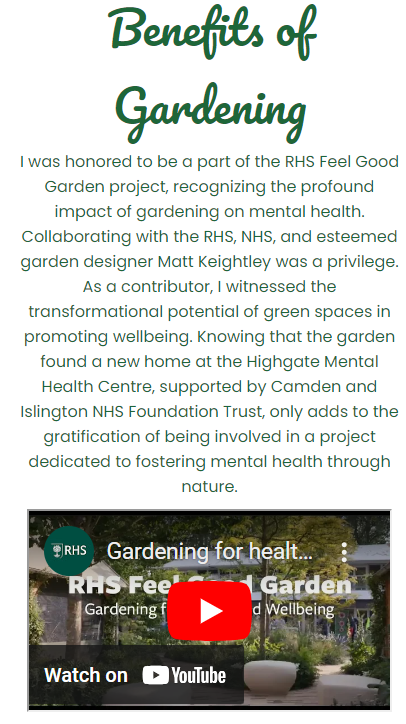 Benefits of
Gardening
I was honored to be a part of the RHS Feel Good
Garden project, recognizing the profound
impact of gardening on mental health.
Collaborating with the RHS, NHS, and esteemed
garden designer Matt Keightley was a privilege.
As a contributor, I witnessed the
transformational potential of green spaces in
promoting wellbeing. Knowing that the garden
found a new home at the Highgate Mental
Health Centre, supported by Camden and
Islington NHS Foundation Trust, only adds to the
gratification of being involved in a project
dedicated to fostering mental health through
nature.
RHS
Gardening for healt...
RHS Feel Good Garden
Gardening f d Wellbeing
Watch on YouTube